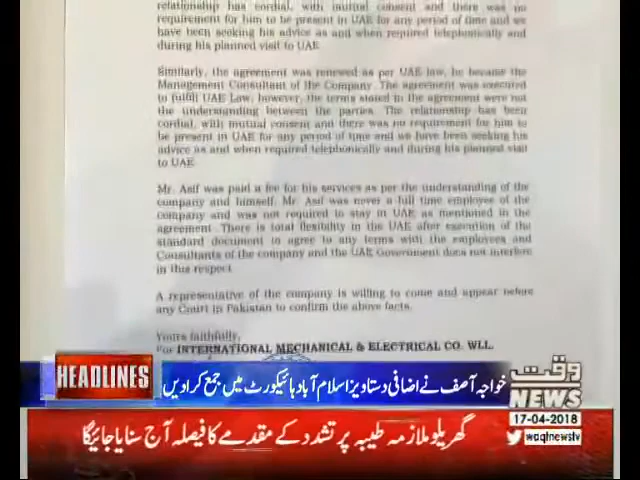 relationship has cordial, with mutual consent and there was no
requirement for him to be present in UAE for any period of time and we
have been seeking his advice as and when required telephonically and
during his planned visit to UAE
Similarly, the agreement was renewed as per UAE law, he became the
Management Consultant of the Company. The agreement was executed
to fulfill UAE Law, however, the terms stated in the agreement were not
the understanding between the parties. The relationship has been
cordial, with mutual consent and there was no requirement for him to
be present in UAE for any period of time and we have been seeking his
advice as and when required telephonically and during his planned visit
to UAE
Mr. Asif was paid a fee for his services as per the understanding of the
company and himself. Mr. Asif was never a full time employee of the
company and was not required to stay in UAE as mentioned in the
agreement. There is total flexibility in the UAE after execution of the
standard document to agree to any terms with the employees and
Consultants of the company and the UAE Government does not interfere
in this respect.
A representative of the company is willing to come and appear before
any Court in Pakistan to confirm the above facts.
Yours faithfully,
For INTERNATIONAL MECHANICAL & ELECTRICAL CO. WLL.
HEADLINES
خواجہ آصف نے اضافی دستاویز اسلام آباد ہائیکورٹ میں جمع کرا دیں
وقت
NEWS
17-04-2018
waqtnewstv
گھریلو ملازمہ طیبہ پر تشدد کے مقدمے کا فیصلہ آج سنایا جائیگا